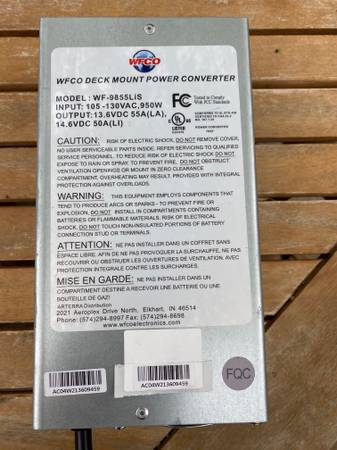 WFCO
WFCO DECK MOUNT POWER CONVERTER
MODEL: WF-9855LiS
INPUT: 105 -130VAC,950W
OUTPUT:13.6VDC 55A(LA),
14.6VDC 50A(LI)
FC
Tested to Comply
With FCC Standards
UL
LISTED
CAUTION: RISK OF ELECTRIC SHOCK, DO NOT REMOVE COVER,
NO USER SERVICEABLE PARTS INSIDE. REFER SERVICING TO QUALIFIED
SERVICE PERSONNEL, TO REDUCE RISK OF ELECTRIC SHOCK. DO NOT
EXPOSE TO RAIN OR SPRAY TO PREVENT FIRE. DO NOT OBSTRUCT
VENTILATION OPENINGS OR MOUNT IN ZERO CLEARANCE
COMPARTMENT. OVERHEATING MAY RESULT, PROVIDED WITH INTEGRAL
PROTECTION AGAINST OVERLOADS.
WARNING: THIS EQUIPMENT EMPLOYS COMPONENTS THAT
TEND TO PRODUCE ARCS OR SPARKS - TO PREVENT FIRE OR
EXPLOSION, DO NOT INSTALL IN COMPARTMENTS CONTAINING
BATTERIES OR FLAMMABLE MATERIALS. RISK OF ELECTRICAL
SHOCK, DO NOT TOUCH NON-INSULATED PORTIONS OF BATTERY
CONNECTION STUD OR TERMINALS.
ATTENTION: NE PAS INSTALLER DANS UN COFFRET SANS
ESPACE LIBRE. AFIN DE NE PAS PROVOQUER LA SURCHAUFFE, NE PAS
RECOUVRIR OU OBSTRUER LES OUVERTURES DE VENTILATION. AVEC
PROTECTION INTEGRALE CONTRE LES SURCHARGES.
MISE EN GARDE: NE PAS INSTALLER DANS UN
COMPARTIMENT DESTINE A RECEVOIR UNE BATTERIE OU UNE
BOUTEILLE DE GAZ!
ARTERRA Distribution
2021 Aeroplex Drive North, Elkhart, IN 46514
Phone: (574)294-8997 Fax: (574)294-8698
www.wfcoelectronics.com
AC04W213609459
AC04W213609459
FQC